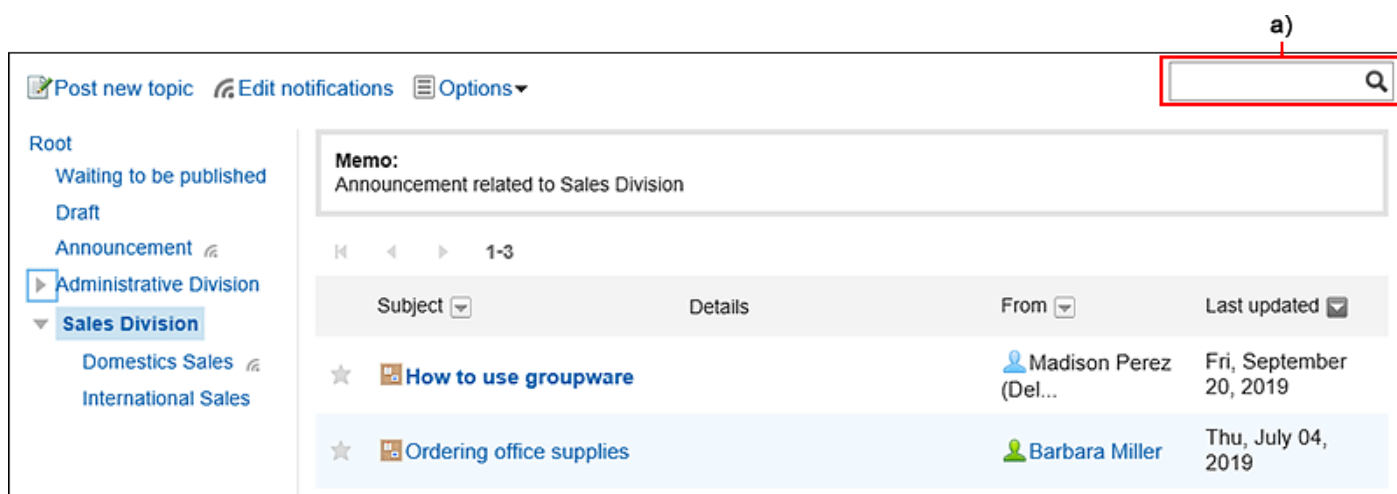 a)
Post new topic Edit notifications Options
Root
Waiting to be published
Draft
Announcement
Administrative Division
Sales Division
Domestics Sales
International Sales
Memo:
Announcement related to Sales Division
1-3
Subject Details From Last updated
How to use groupware Madison Perez (Del... Fri, September
20, 2019
Ordering office supplies Barbara Miller Thu, July 04,
2019